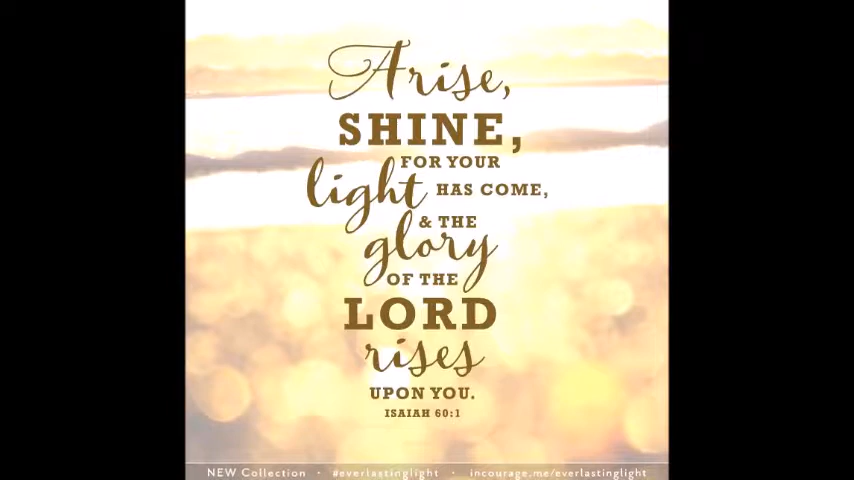 Arise,
SHINE,
FOR YOUR
light HAS COME,
& THE
glory
OF THE
LORD
rises
UPON YOU.
ISAIAH 60:1
NEW Collection · #everlastinglight · incourage.me/everlastinglight